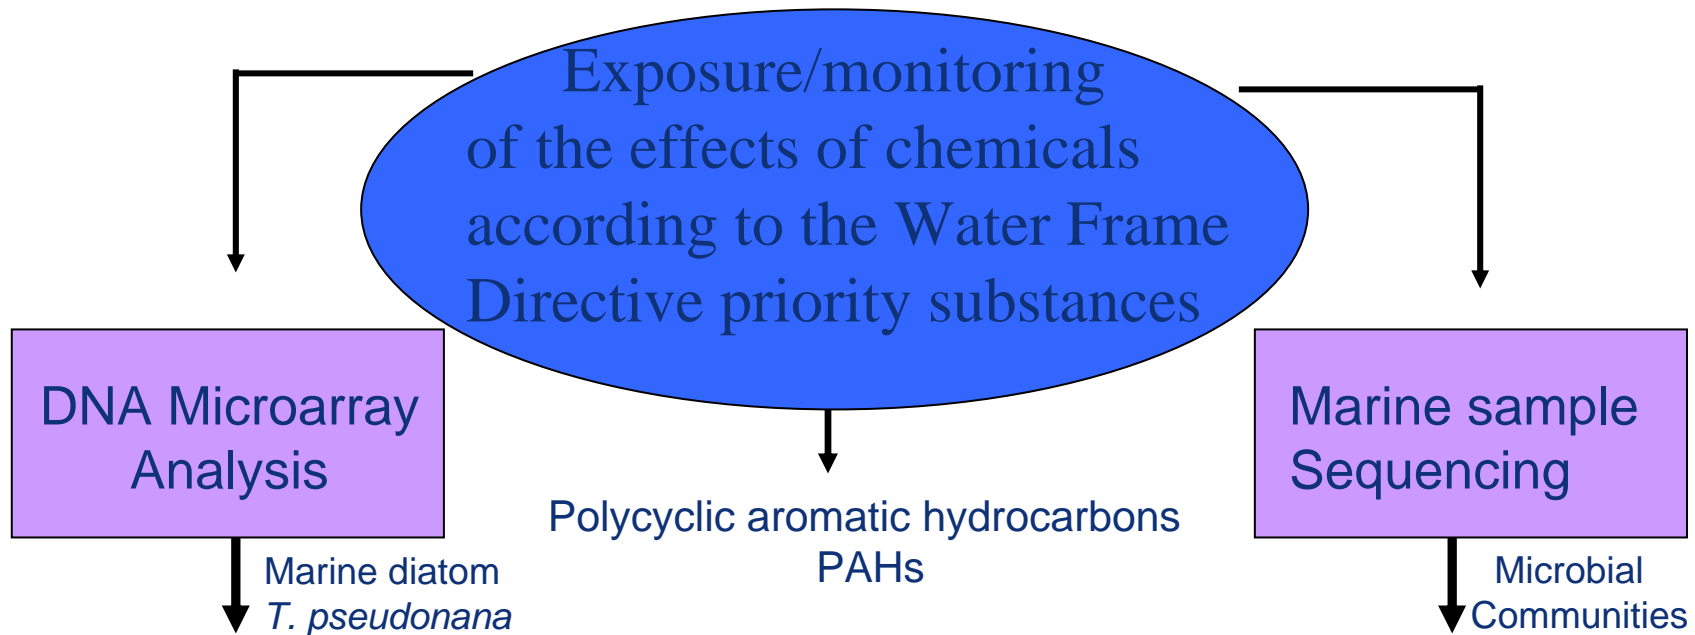 Exposure/monitoring
of the effects of chemicals
according to the Water Frame
Directive priority substances
DNA Microarray
Analysis
Marine sample
Sequencing
Polycyclic aromatic hydrocarbons
PAHs
Marine diatom
T. pseudonana
Microbial
Communities